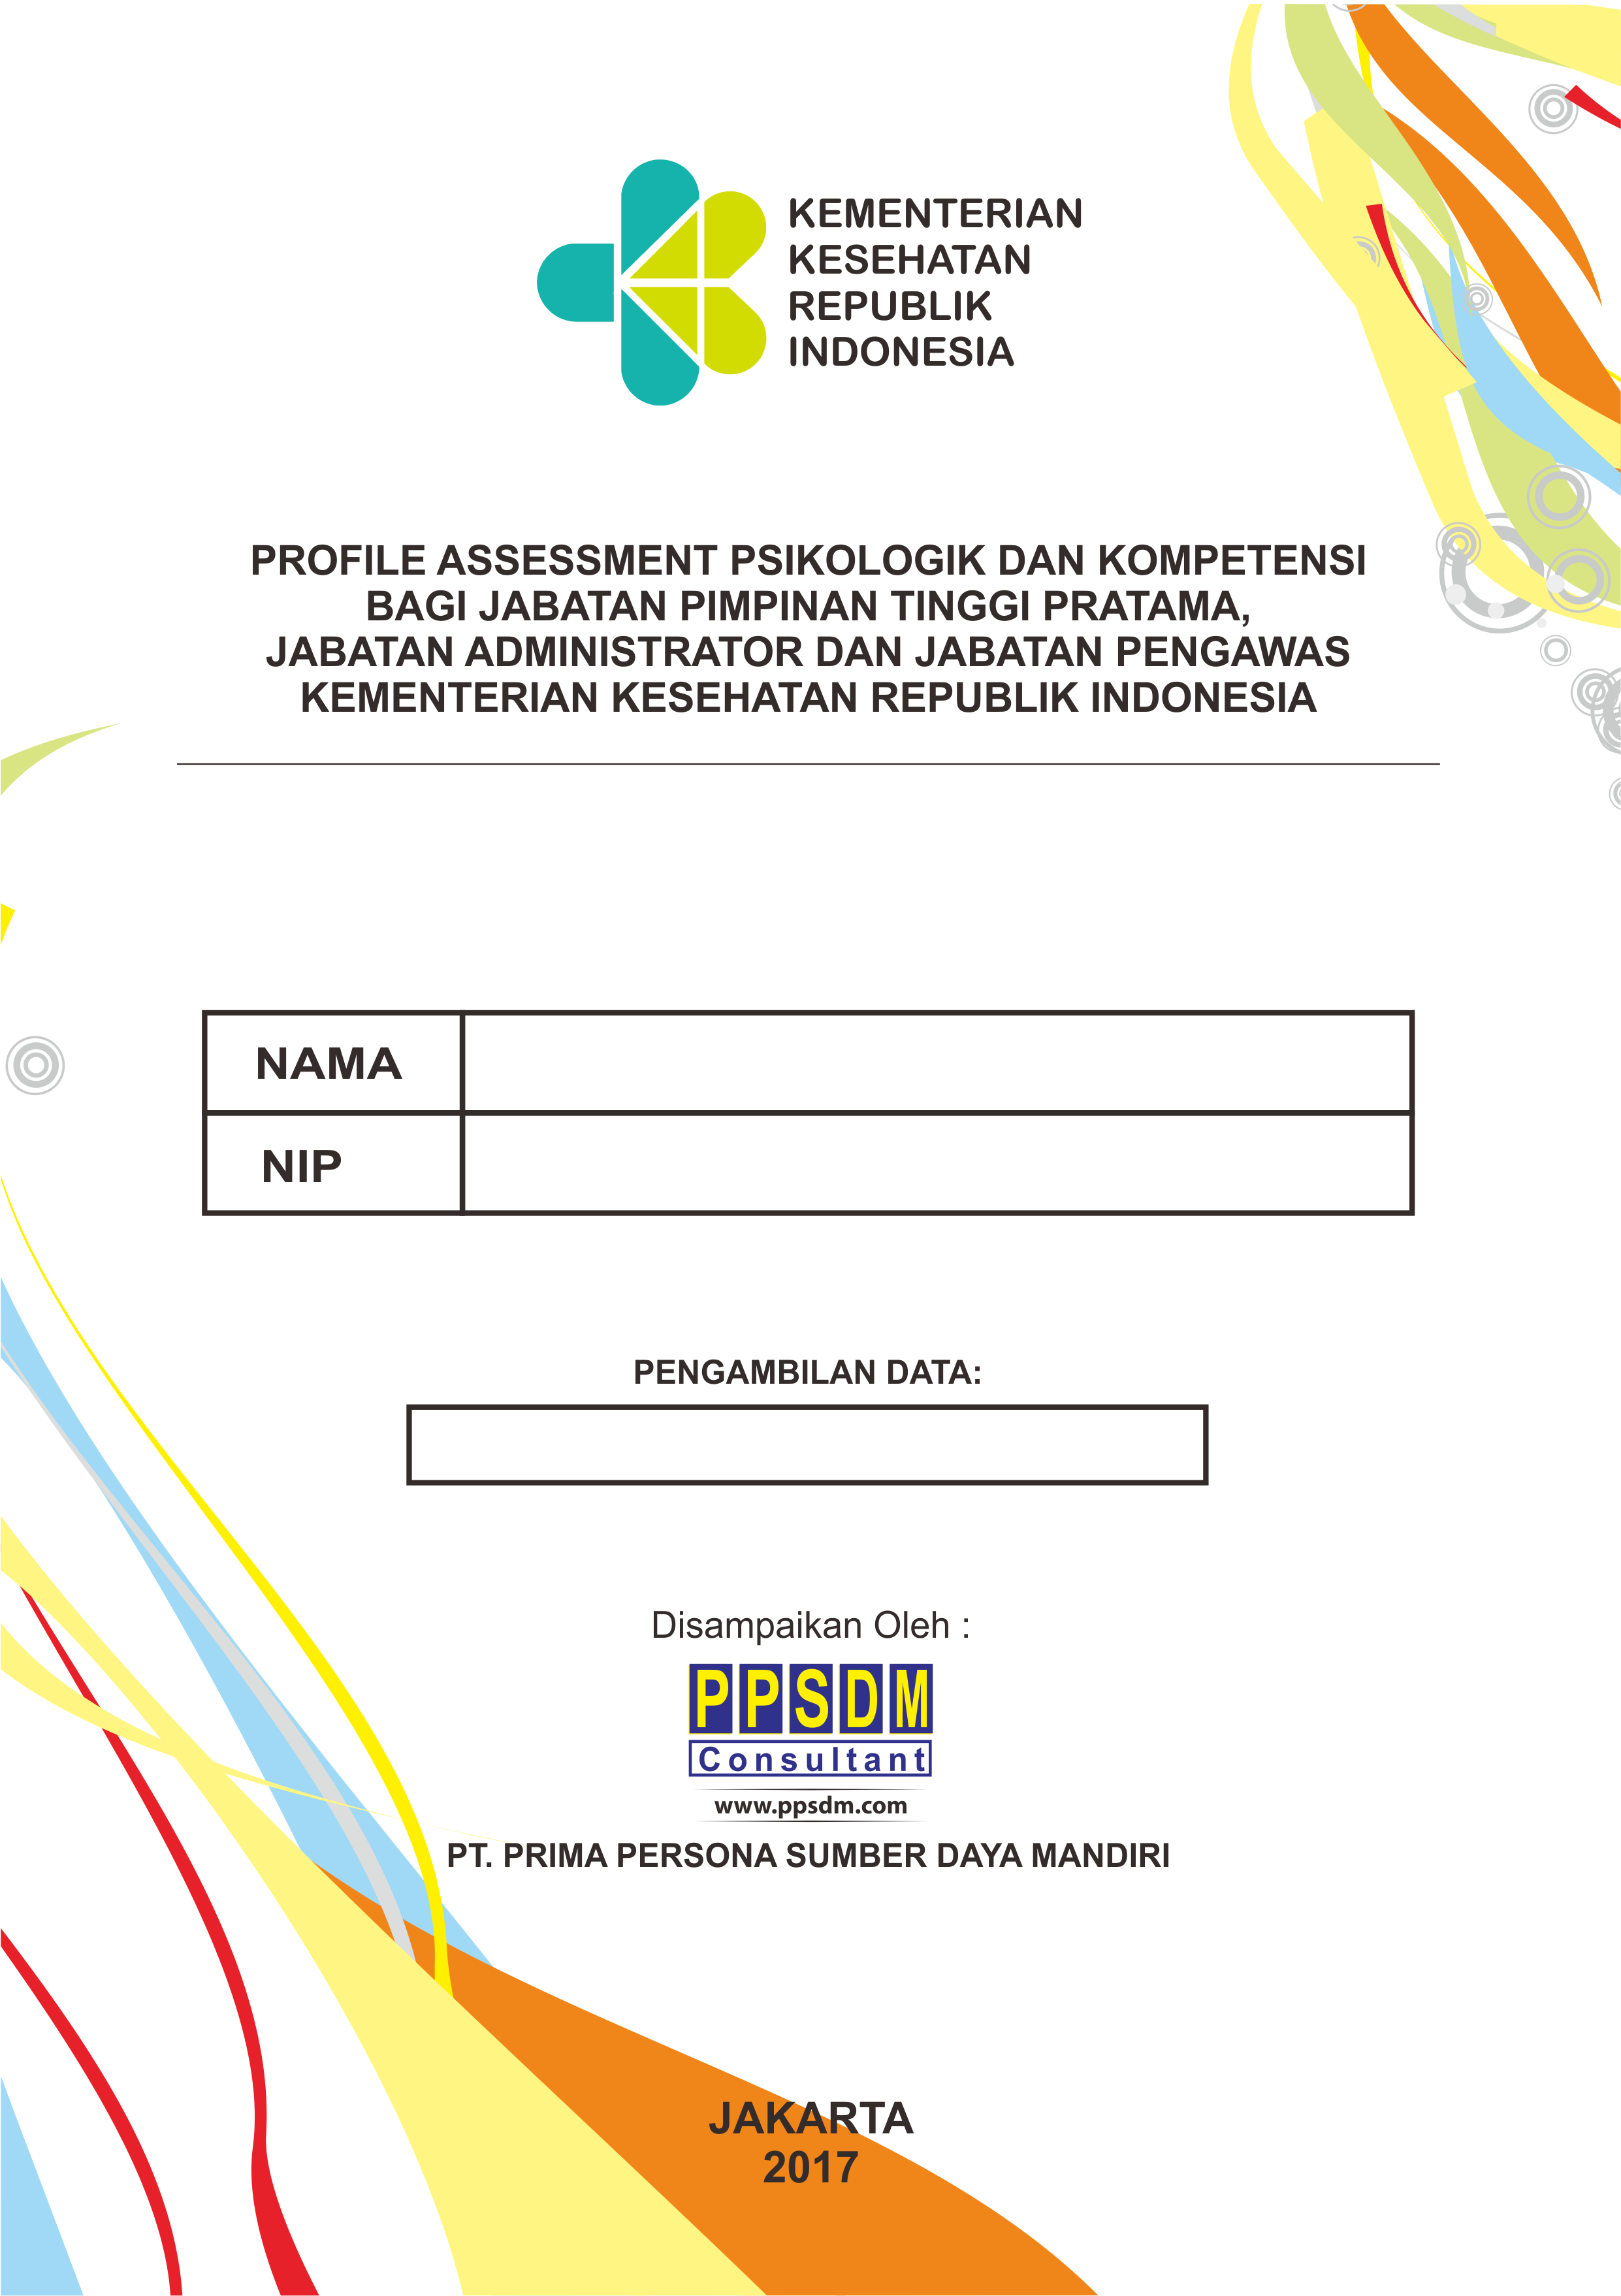 KEMENTERIAN
KESEHATAN
REPUBLIK
INDONESIA
PROFILE ASSESSMENT PSIKOLOGIK DAN KOMPETENSI
BAGI JABATAN PIMPINAN TINGGI PRATAMA,
JABATAN ADMINISTRATOR DAN JABATAN PENGAWAS
KEMENTERIAN KESEHATAN REPUBLIK INDONESIA
NAMA
NIP
PENGAMBILAN DATA:
Disampaikan Oleh :
PPSDM
Consultant
www.ppsdm.com
PT. PRIMA PERSONA SUMBER DAYA MANDIRI
JAKARTA
2017